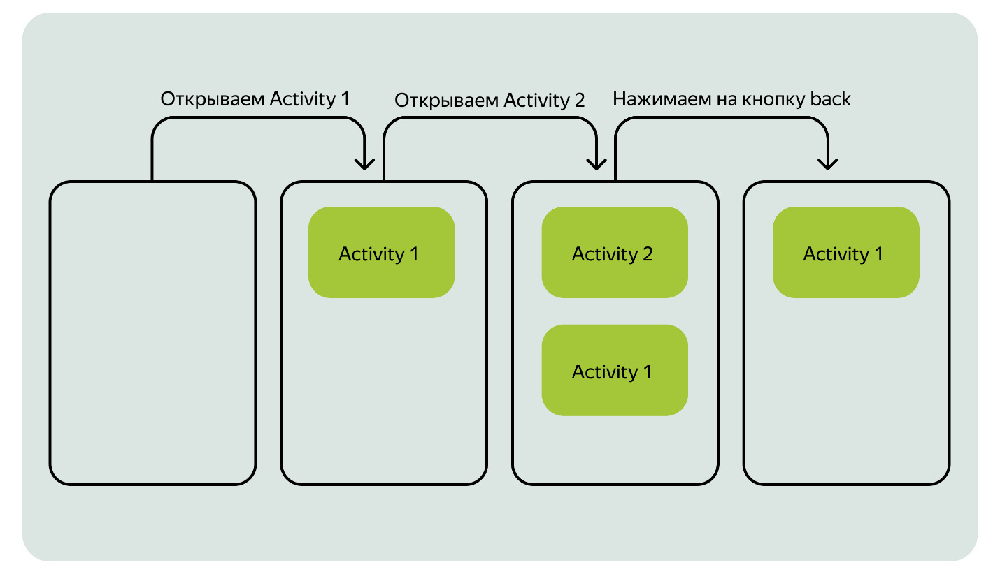 Открываем Activity 1
Открываем Activity 2
Нажимаем на кнопку back
Activity 1
Activity 2
Activity 1
Activity 1